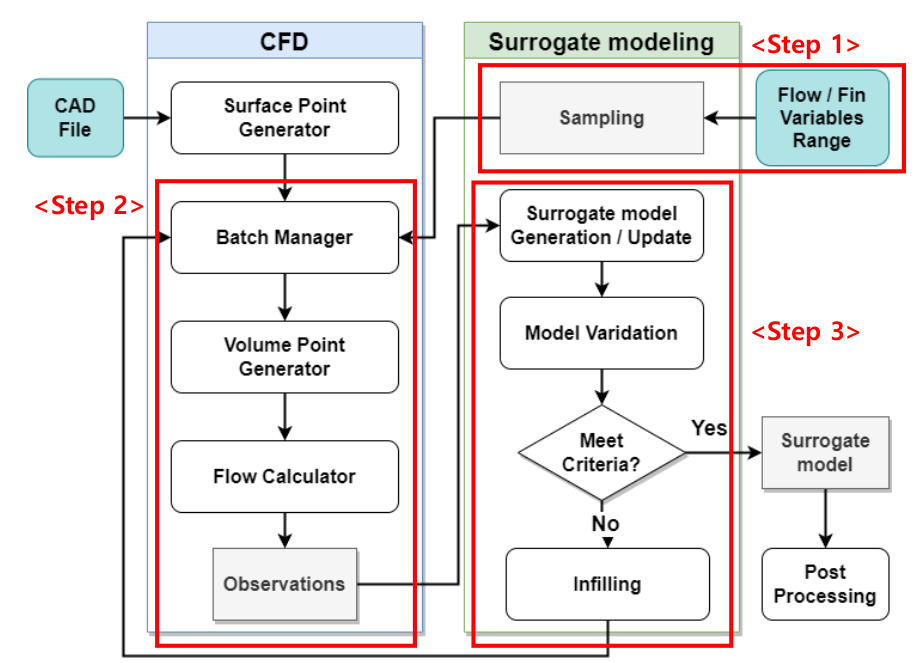 CFD
Surrogate modeling
<Step 1>
CAD
File
Surface Point
Generator
Sampling
Flow / Fin
Variables
Range
<Step 2>
Batch Manager
Surrogate model
Generation / Update
Volume Point
Generator
Model Varidation
<Step 3>
Flow Calculator
Meet
Criteria?
Yes
Surrogate
model
No
Observations
Infilling
Post
Processing